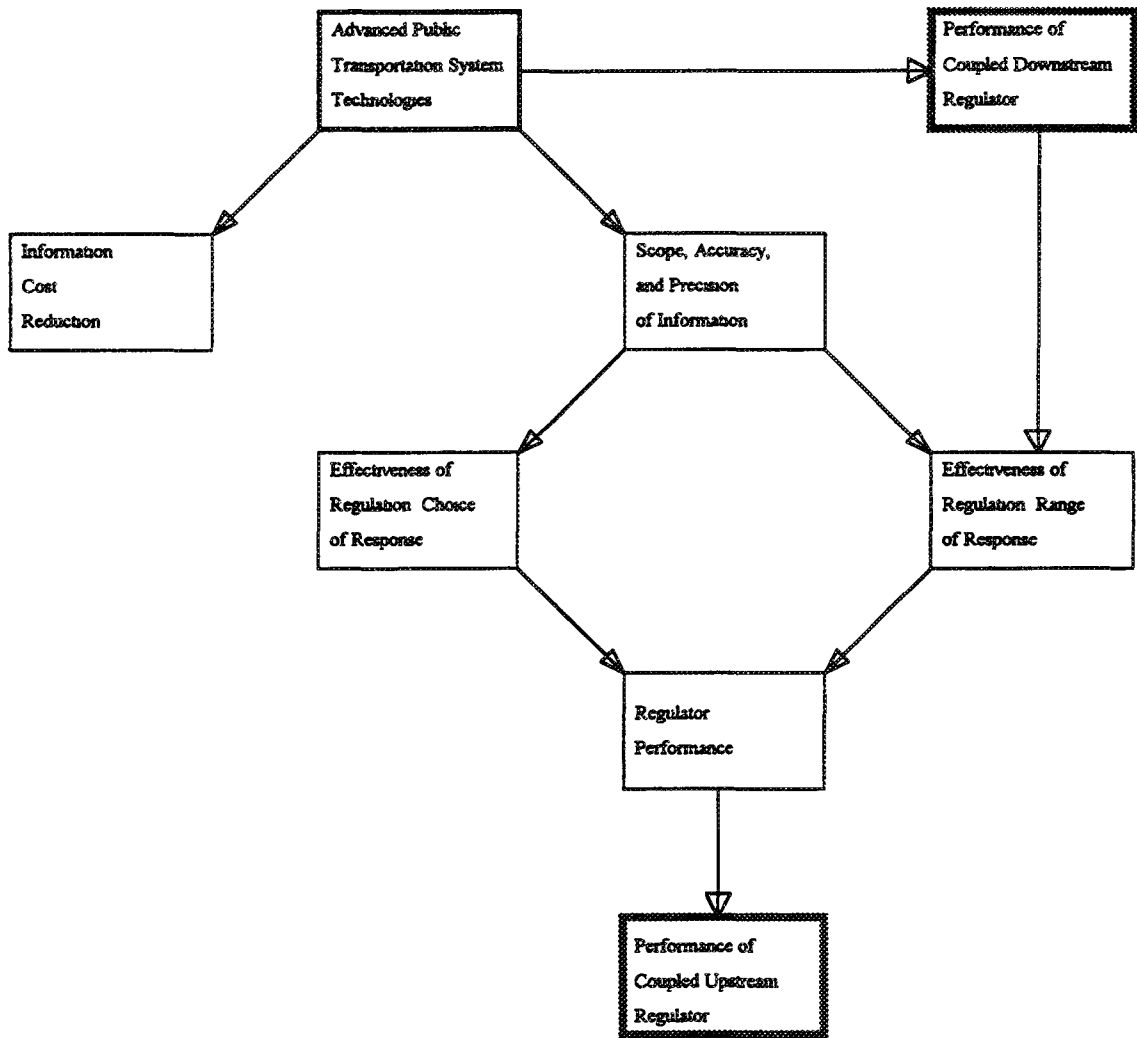 Advanced Public
Transportation System
Technologies
Performance of
Coupled Downstream
Regulator
Information
Cost
Reduction
Scope, Accuracy,
and Precision
of Information
Effectiveness of
Regulation Choice
of Response
Effectiveness of
Regulation Range
of Response
Regulator
Performance
Performance of
Coupled Upstream
Regulator